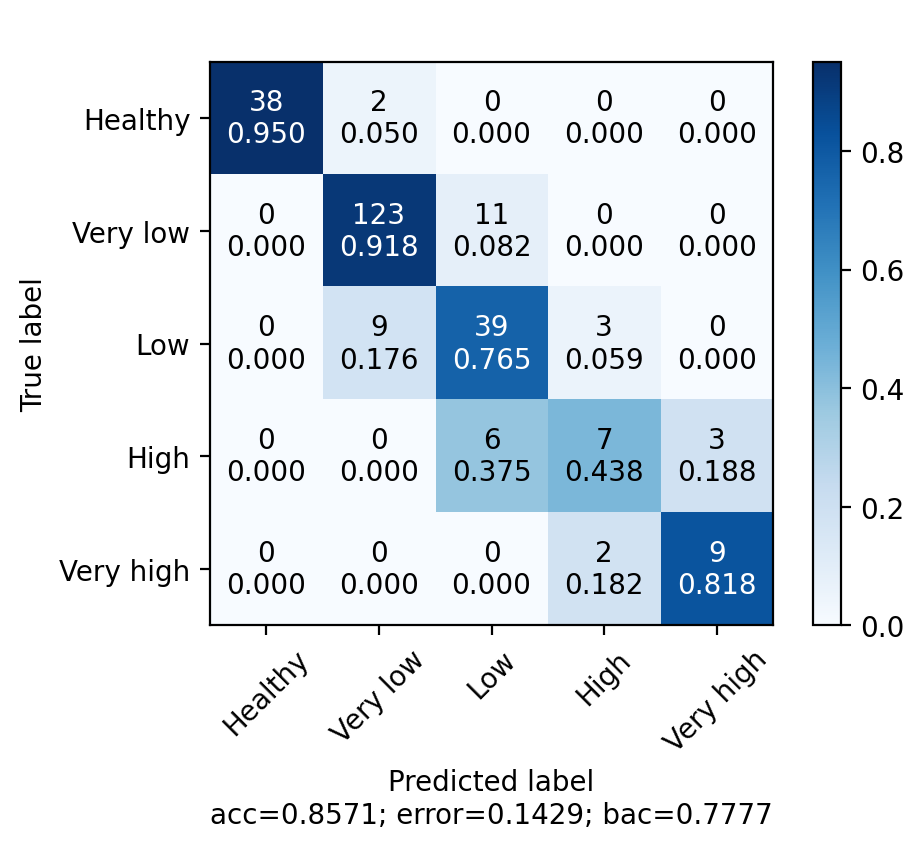 Healthy
38 2 0 0 0
0.950 0.050 0.000 0.000 0.000
Very low
0 123 11 0 0
0.000 0.918 0.082 0.000 0.000
Low
0 9 39 3 0
0.000 0.176 0.765 0.059 0.000
High
0 0 6 7 3
0.000 0.000 0.375 0.438 0.188
Very high
0 0 0 2 9
0.000 0.000 0.000 0.182 0.818
True label
Healthy Very low Low High Very high
Predicted label
acc=0.8571; error=0.1429; bac=0.7777
0.8
0.6
0.4
0.2
0.0